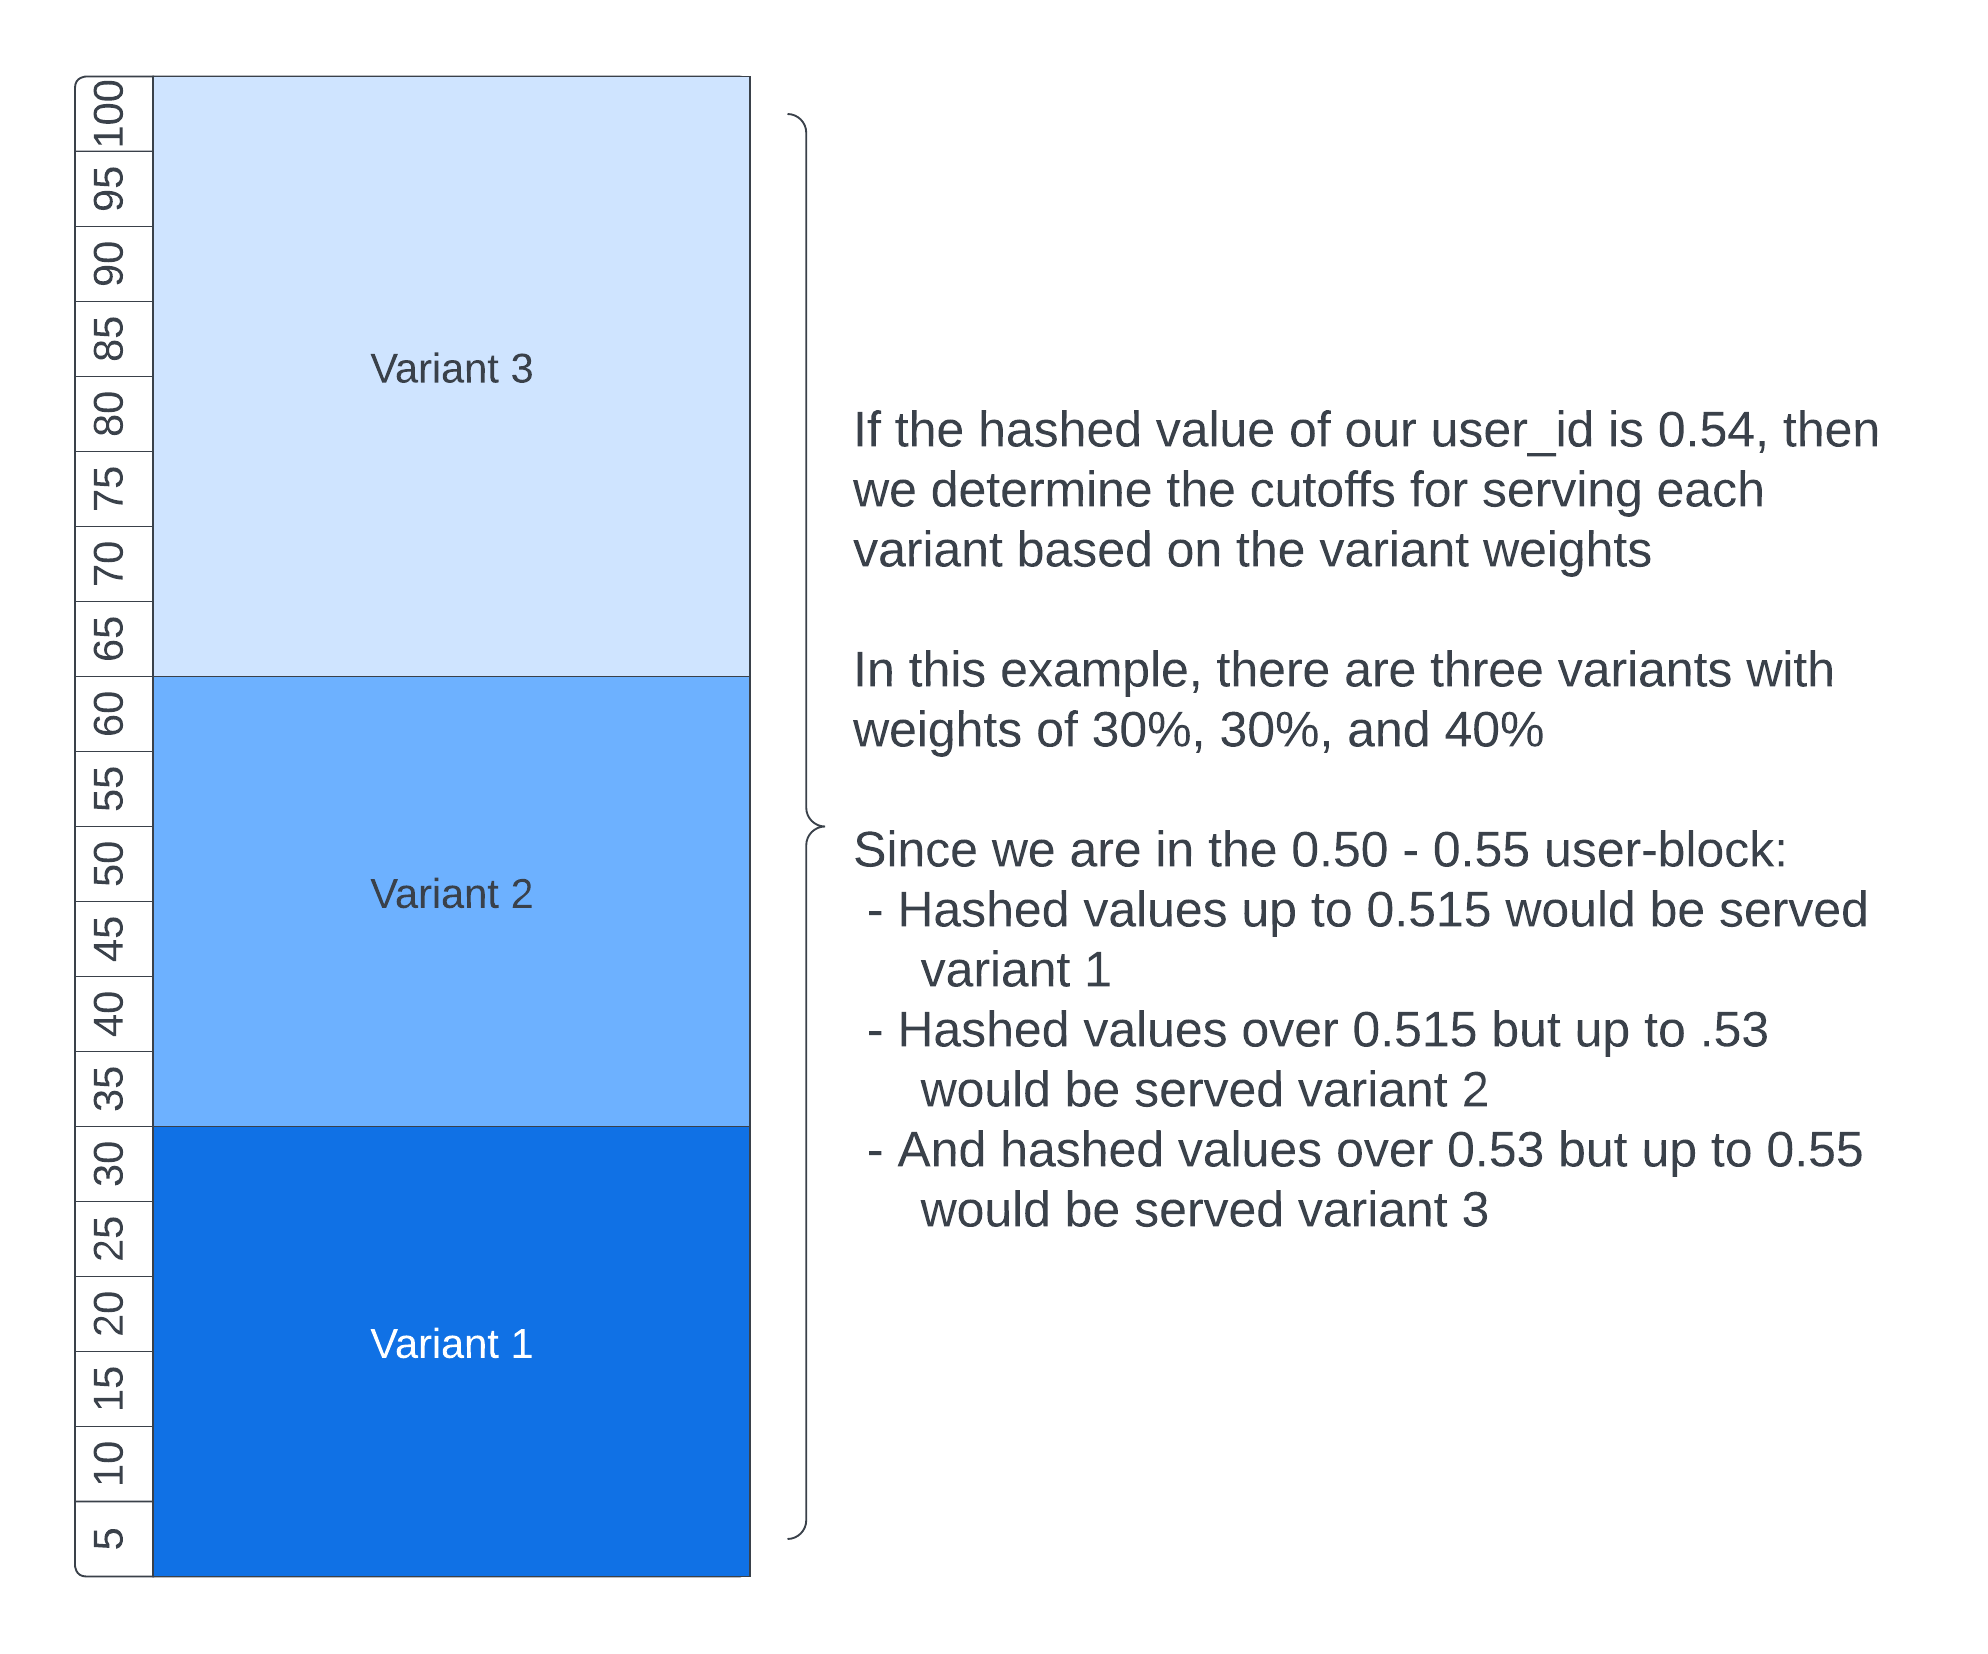 100
95
90
85
80
75
70
65
60
55
50
45
40
35
30
25
20
15
10
5
Variant 3
Variant 2
Variant 1
If the hashed value of our user_id is 0.54, then
we determine the cutoffs for serving each
variant based on the variant weights
In this example, there are three variants with
weights of 30%, 30%, and 40%
Since we are in the 0.50 - 0.55 user-block:
- Hashed values up to 0.515 would be served
variant 1
- Hashed values over 0.515 but up to .53
would be served variant 2
- And hashed values over 0.53 but up to 0.55
would be served variant 3